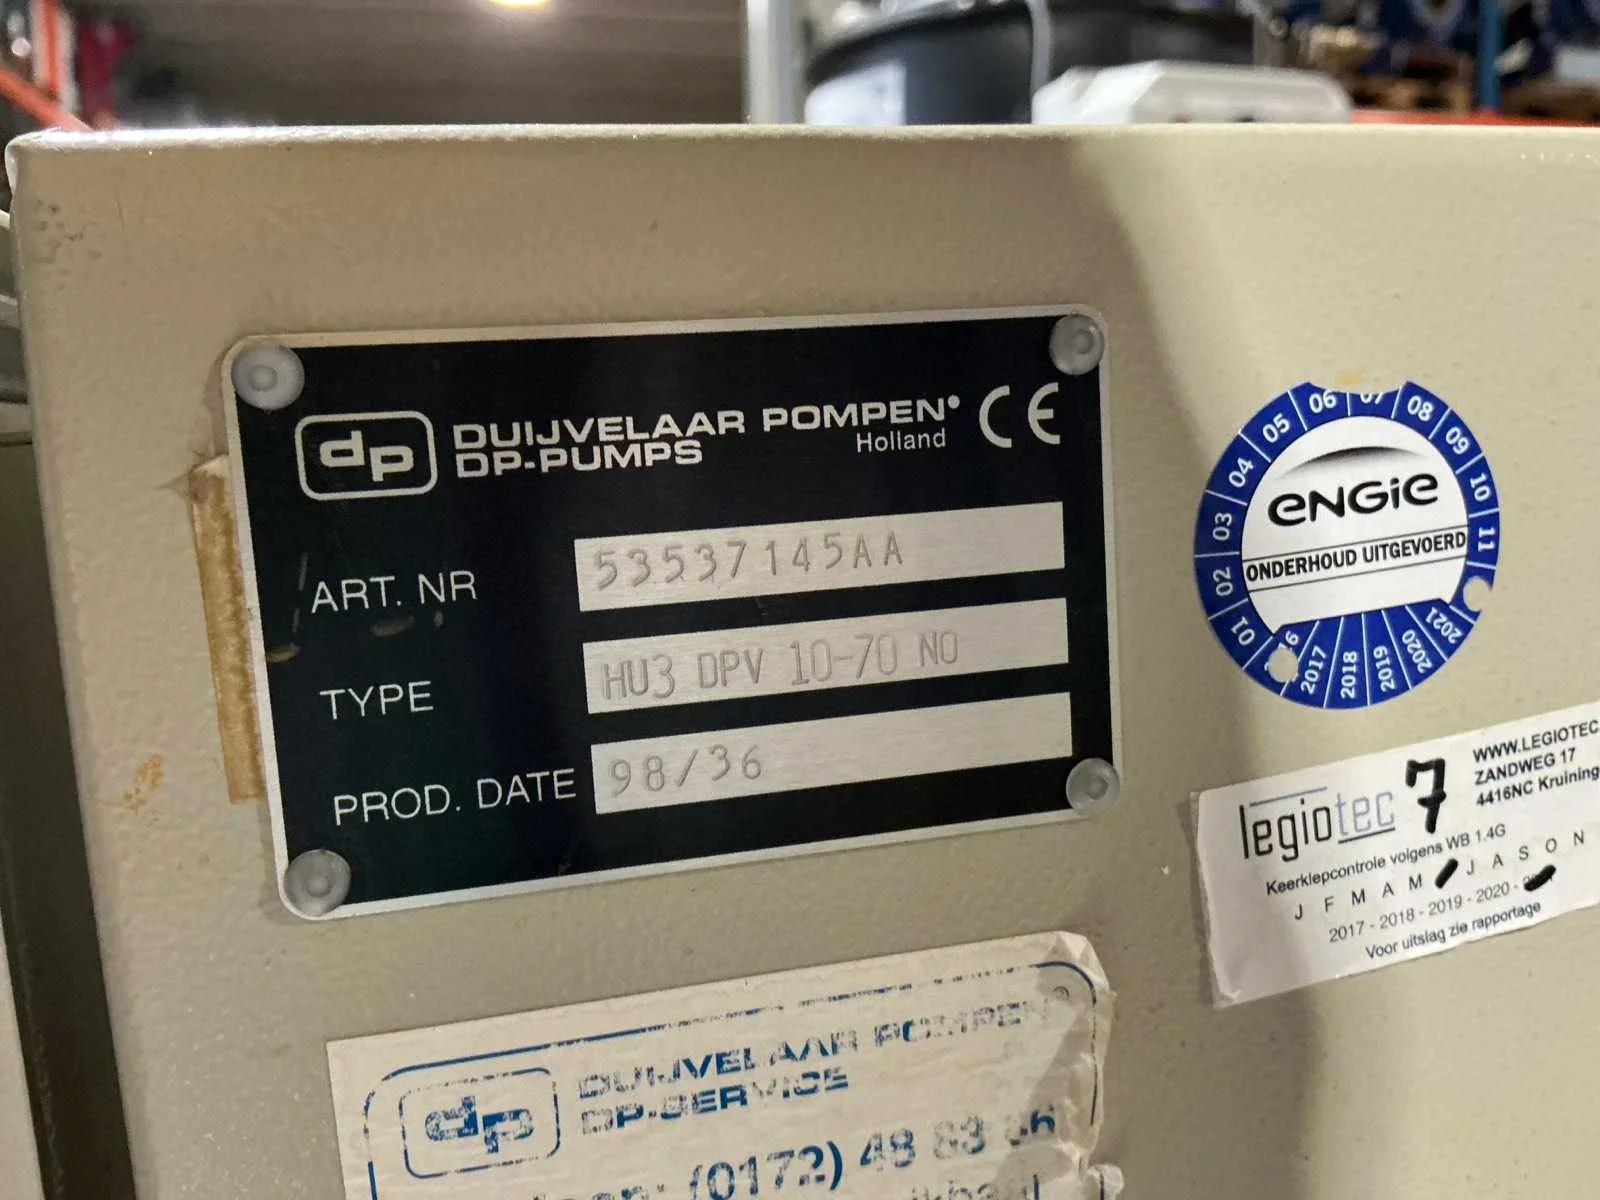 dp DUIJVELAAR POMPEN®
DP-PUMPS Holland CE
ART. NR 53537145AA
TYPE HU3 DPV 10-70 NO
PROD. DATE 98/36
01 02 03 04 05 06 07 08 09 10 11
ENGIE
ONDERHOUD UITGEVOERD
2017 2018 2019 2020 2021
legiotec 7
WWW.LEGIOTEC
ZANDWEG 17
4416NC Kruining
Keerklepcontrole volgens WB 1.4G
J F M A M J A S O N
2017 - 2018 - 2019 - 2020 -
Voor uitslag zie rapportage
dp DUIJVELAAR POMPEN®
DP-SERVICE
(0172) 48 83